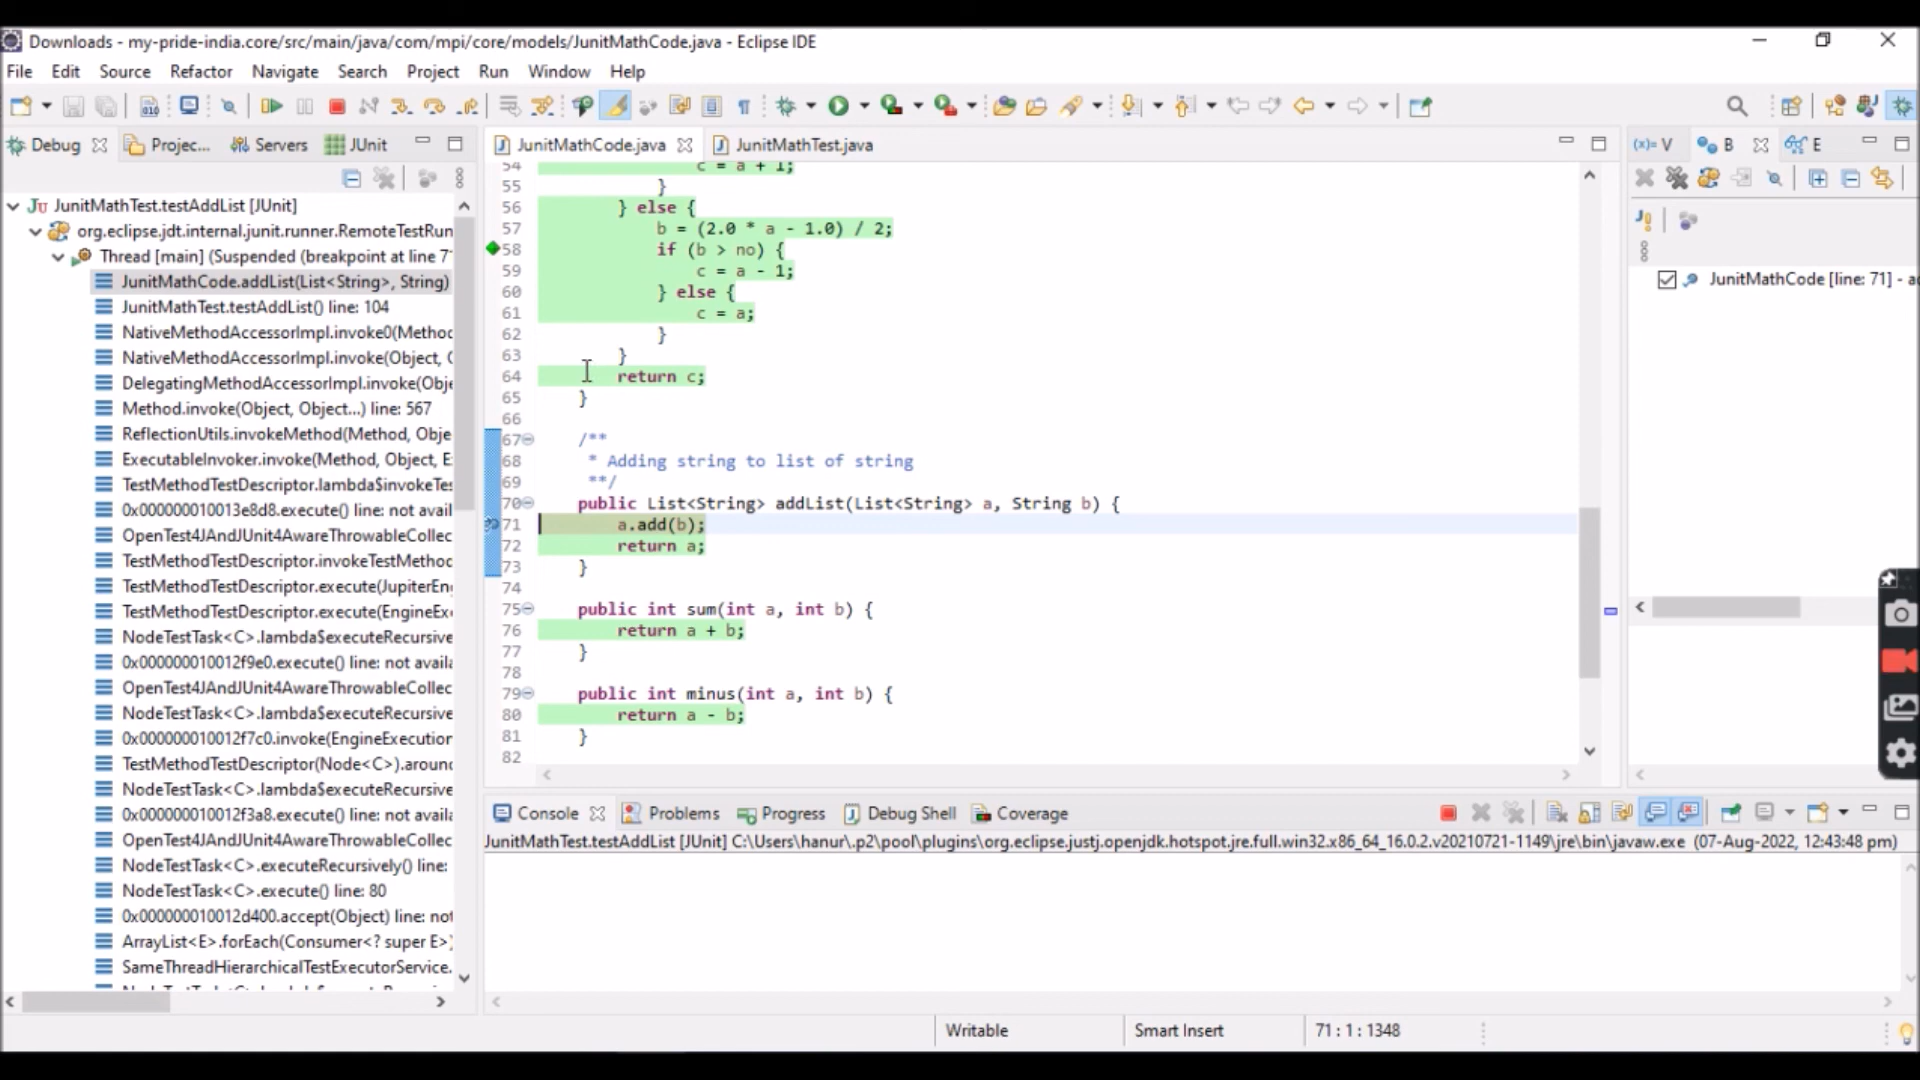 Downloads - my-pride-india.core/src/main/java/com/mpi/core/models/JunitMathCode.java - Eclipse IDE
File Edit Source Refactor Navigate Search Project Run Window Help
Debug Projec... Servers JUnit
JunitMathTest.testAddList [JUnit]
org.eclipse.jdt.internal.junit.runner.RemoteTestRun
Thread [main] (Suspended (breakpoint at line 7
JunitMathCode.addList(List<String>, String)
JunitMathTest.testAddList() line: 104
NativeMethodAccessorImpl.invoke0(Method
NativeMethodAccessorImpl.invoke(Object, 
DelegatingMethodAccessorImpl.invoke(Obje
Method.invoke(Object, Object...) line: 567
ReflectionUtils.invokeMethod(Method, Obje
ExecutableInvoker.invoke(Method, Object, E
TestMethodTestDescriptor.lambda$invokeTes
0x000000010013e8d8.execute() line: not avail
OpenTest4JAndJUnit4AwareThrowableCollec
TestMethodTestDescriptor.invokeTestMethod
TestMethodTestDescriptor.execute(JupiterEng
TestMethodTestDescriptor.execute(EngineExe
NodeTestTask<C>.lambda$executeRecursive
0x000000010012f9e0.execute() line: not availa
OpenTest4JAndJUnit4AwareThrowableCollec
NodeTestTask<C>.lambda$executeRecursive
0x000000010012f7c0.invoke(EngineExecution
TestMethodTestDescriptor(Node<C>).around
NodeTestTask<C>.lambda$executeRecursive
0x000000010012f3a8.execute() line: not availa
OpenTest4JAndJUnit4AwareThrowableCollec
NodeTestTask<C>.executeRecursively() line:
NodeTestTask<C>.execute() line: 80
0x000000010012d400.accept(Object) line: not
ArrayList<E>.forEach(Consumer<? super E>)
SameThreadHierarchicalTestExecutorService.
JunitMathCode.java JunitMathTest.java
54 c = a + 1;
55 }
56 } else {
57 b = (2.0 * a - 1.0) / 2;
58 if (b > no) {
59 c = a - 1;
60 } else {
61 c = a;
62 }
63 }
64 return c;
65 }
66
67 /**
68 * Adding string to list of string
69 **/
70 public List<String> addList(List<String> a, String b) {
71 a.add(b);
72 return a;
73 }
74
75 public int sum(int a, int b) {
76 return a + b;
77 }
78
79 public int minus(int a, int b) {
80 return a - b;
81 }
82
(x)= V B E
JunitMathCode [line: 71] - a
Console Problems Progress Debug Shell Coverage
JunitMathTest.testAddList [JUnit] C:\Users\hanur\.p2\pool\plugins\org.eclipse.justj.openjdk.hotspot.jre.full.win32.x86_64_16.0.2.v20210721-1149\jre\bin\javaw.exe (07-Aug-2022, 12:43:48 pm)
Writable Smart Insert 71 : 1 : 1348